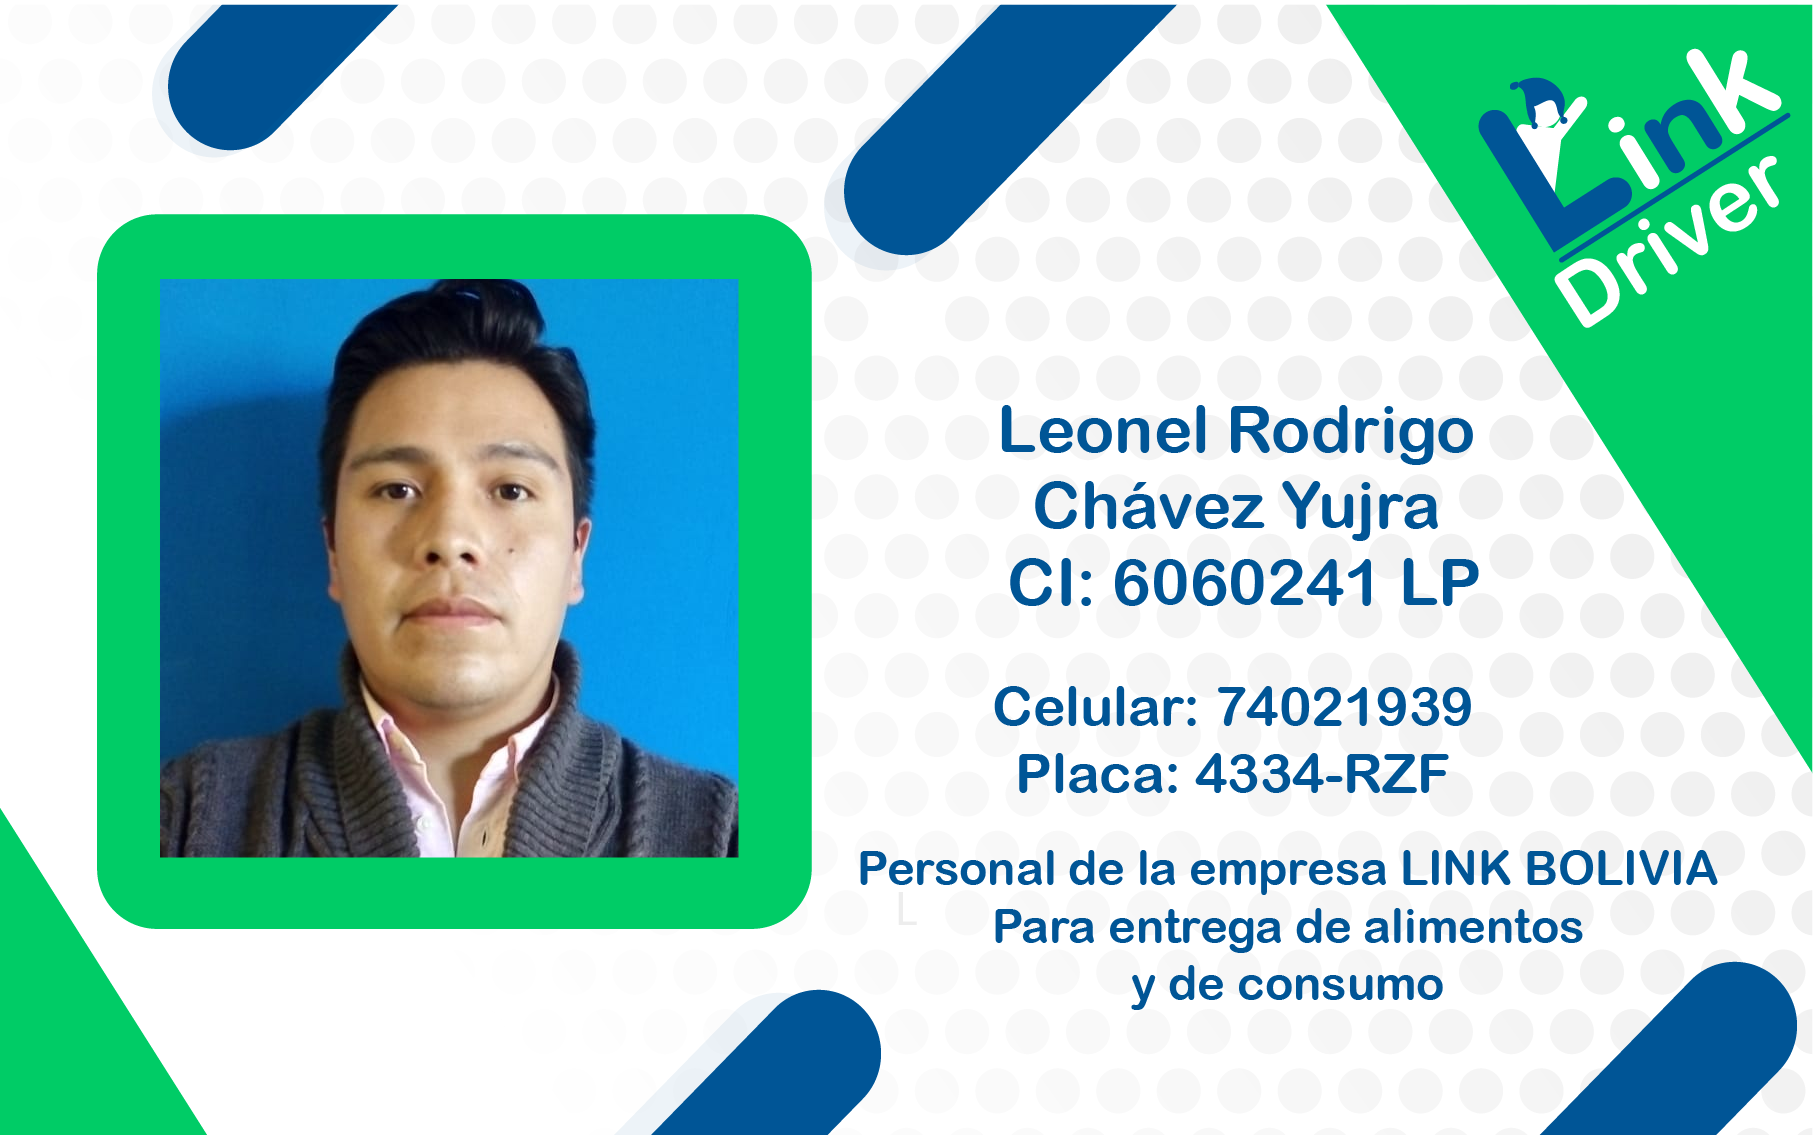 Link
Driver
Leonel Rodrigo
Chávez Yujra
CI: 6060241 LP
Celular: 74021939
Placa: 4334-RZF
Personal de la empresa LINK BOLIVIA
L
Para entrega de alimentos
y de consumo